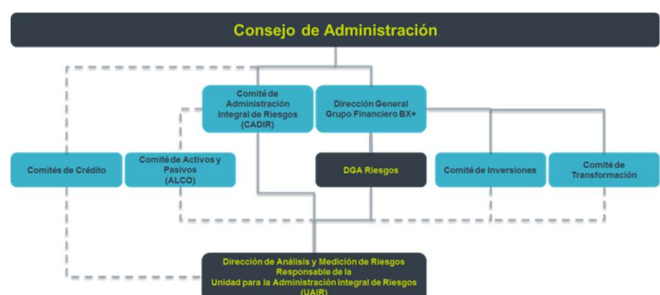 Consejo de Administración
Comité de
Administración
Integral de Riesgos
(CADIR)
Dirección General
Grupo Financiero BX+
Comités de Crédito
Comité de Activos y
Pasivos
(ALCO)
DGA Riesgos
Comité de Inversiones
Comité de
Transformación
Dirección de Análisis y Medición de Riesgos
Responsable de la
Unidad para la Administración Integral de Riesgos
(UAIR)